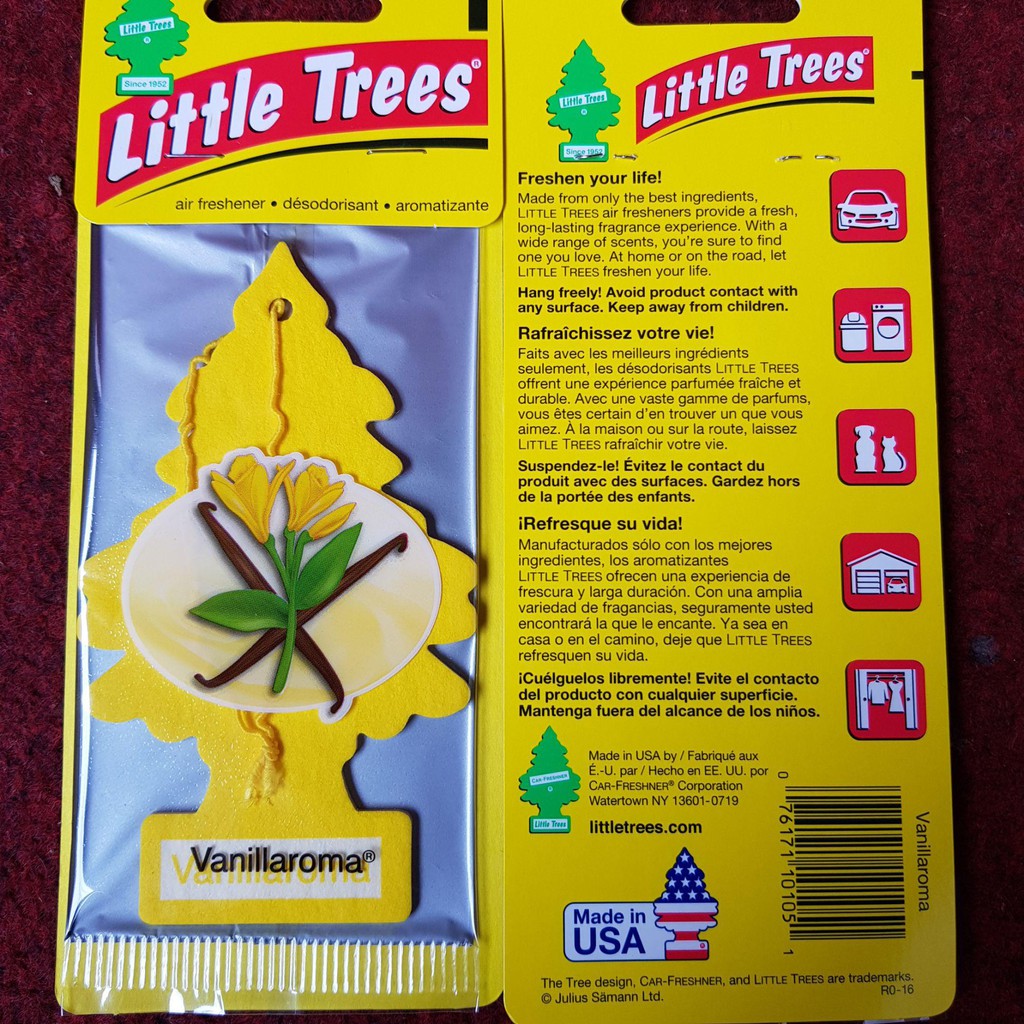 Little Trees
Since 1952
Little Trees®
air freshener • désodorisant • aromatizante
Vanillaroma®
Vanillaroma
Little Trees
Since 1952
Little Trees®
Freshen your life!
Made from only the best ingredients,
LITTLE TREES air fresheners provide a fresh,
long-lasting fragrance experience. With a
wide range of scents, you're sure to find
one you love. At home or on the road, let
LITTLE TREES freshen your life.
Hang freely! Avoid product contact with
any surface. Keep away from children.
Rafraîchissez votre vie!
Faits avec les meilleurs ingrédients
seulement, les désodorisants LITTLE TREES
offrent une expérience parfumée fraîche et
durable. Avec une vaste gamme de parfums,
vous êtes certain d'en trouver un que vous
aimez. À la maison ou sur la route, laissez
LITTLE TREES rafraîchir votre vie.
Suspendez-le! Évitez le contact du
produit avec des surfaces. Gardez hors
de la portée des enfants.
¡Refresque su vida!
Manufacturados sólo con los mejores
ingredientes, los aromatizantes
LITTLE TREES ofrecen una experiencia de
frescura y larga duración. Con una amplia
variedad de fragancias, seguramente usted
encontrará la que le encante. Ya sea en
casa o en el camino, deje que LITTLE TREES
refresquen su vida.
¡Cuélguelos libremente! Evite el contacto
del producto con cualquier superficie.
Mantenga fuera del alcance de los niños.
CAR-FRESHNER
Little Trees
Made in USA by / Fabriqué aux
É.-U. par / Hecho en EE. UU. por
CAR-FRESHNER® Corporation
Watertown NY 13601-0719
littletrees.com
Made in
USA
0 76171 10105 1
Vanillaroma
The Tree design, CAR-FRESHNER, and LITTLE TREES are trademarks.
© Julius Sämann Ltd.
R0-16